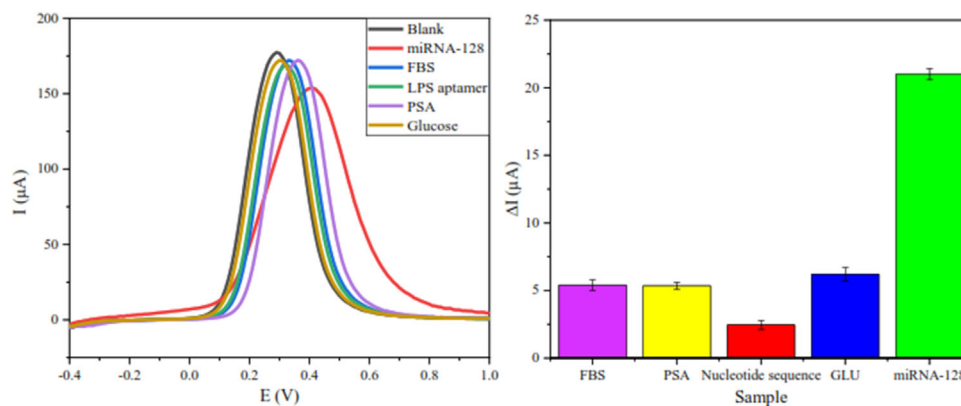 200
150
100
50
0
I (µA)
-0.4
-0.2
0.0
0.2
0.4
0.6
0.8
1.0
E (V)
Blank
miRNA-128
FBS
LPS aptamer
PSA
Glucose
25
20
15
10
5
0
ΔI (µA)
FBS
PSA
Nucleotide sequence
GLU
miRNA-128
Sample